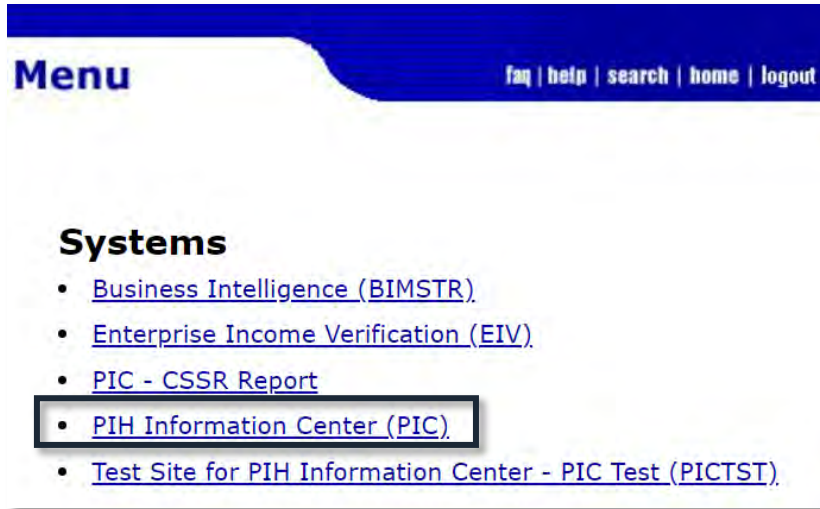 Menu
faq | help | search | home | logout
Systems
• Business Intelligence (BIMSTR)
• Enterprise Income Verification (EIV)
• PIC - CSSR Report
• PIH Information Center (PIC)
• Test Site for PIH Information Center - PIC Test (PICTST)